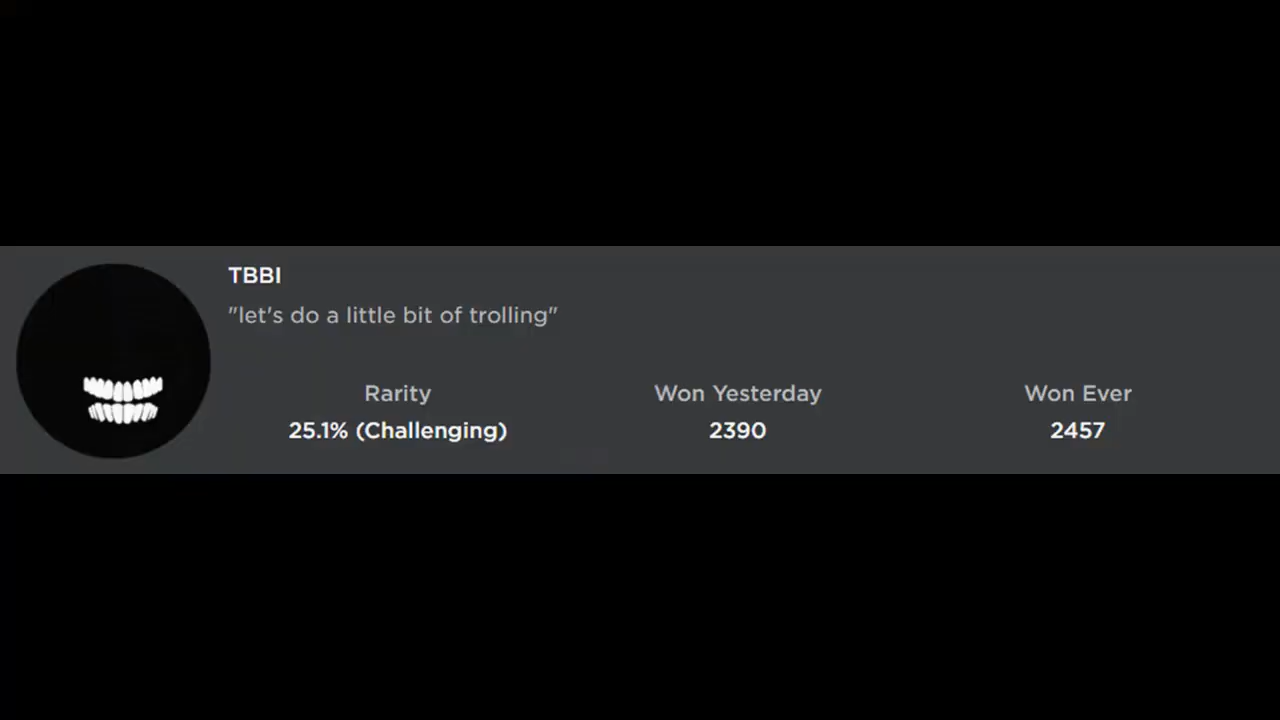 TBBI
"let's do a little bit of trolling"
Rarity
Won Yesterday
Won Ever
25.1% (Challenging)
2390
2457